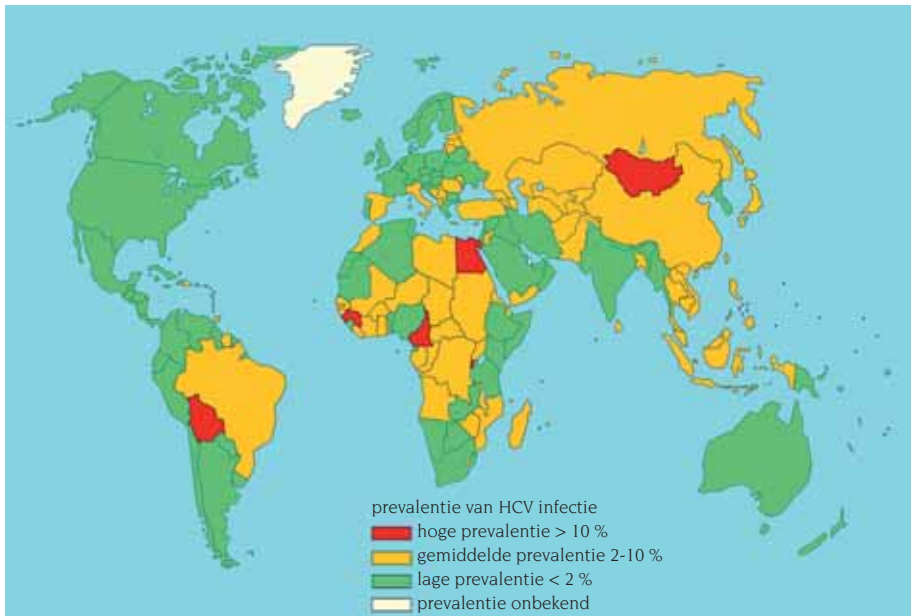 prevalentie van HCV infectie
hoge prevalentie > 10 %
gemiddelde prevalentie 2-10 %
lage prevalentie < 2 %
prevalentie onbekend